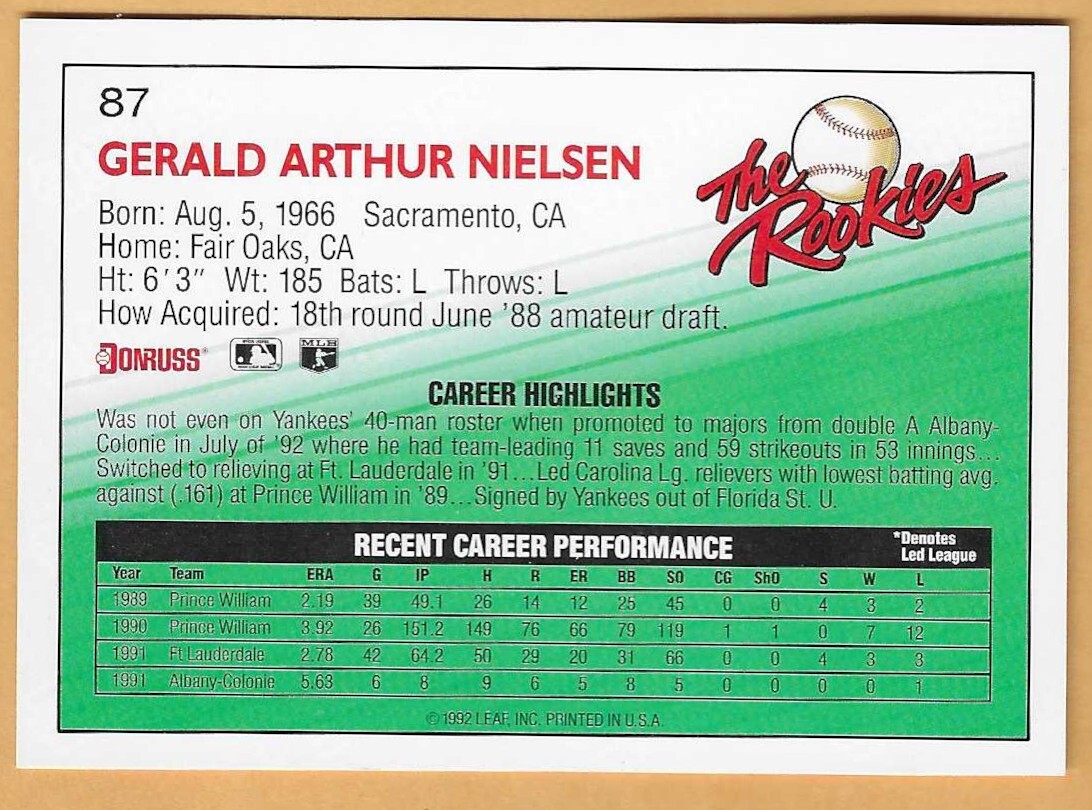 87
GERALD ARTHUR NIELSEN
The
Rookies
Born: Aug. 5, 1966 Sacramento, CA
Home: Fair Oaks, CA
Ht: 6'3" Wt: 185 Bats: L Throws: L
How Acquired: 18th round June '88 amateur draft.
DONRUSS® MLB
CAREER HIGHLIGHTS
Was not even on Yankees' 40-man roster when promoted to majors from double A Albany-
Colonie in July of '92 where he had team-leading 11 saves and 59 strikeouts in 53 innings...
Switched to relieving at Ft. Lauderdale in '91...Led Carolina Lg. relievers with lowest batting avg.
against (.161) at Prince William in '89...Signed by Yankees out of Florida St. U.
RECENT CAREER PERFORMANCE
*Denotes
Led League
Year Team ERA G IP H R ER BB SO CG ShO S W L
1989 Prince William 2.19 39 49.1 26 14 12 25 45 0 0 4 3 2
1990 Prince William 3.92 26 151.2 149 76 66 79 119 1 1 0 7 12
1991 Ft Lauderdale 2.78 42 64.2 50 29 20 31 66 0 0 4 3 3
1991 Albany-Colonie 5.63 6 8 9 6 5 8 5 0 0 0 0 1
©1992 LEAF, INC. PRINTED IN U.S.A.